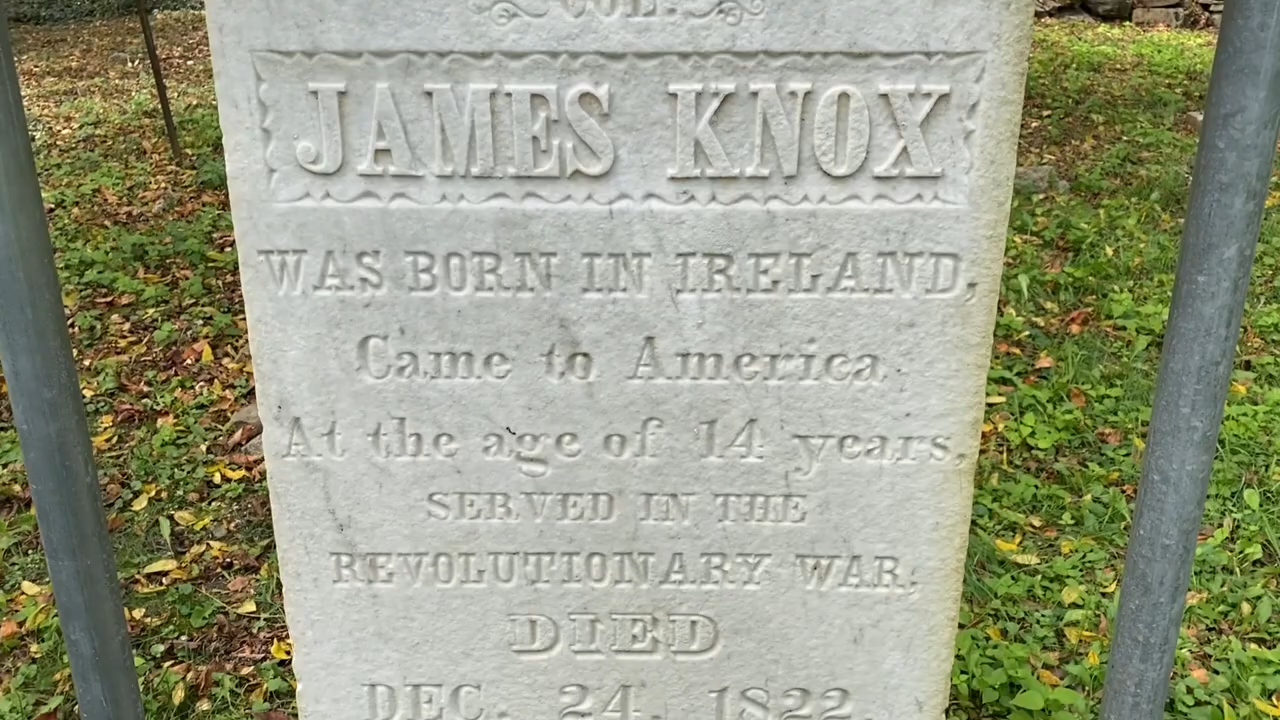 COL.
JAMES KNOX
WAS BORN IN IRELAND,
Came to America
At the age of 14 years,
SERVED IN THE
REVOLUTIONARY WAR;
DIED
DEC. 24, 1822,